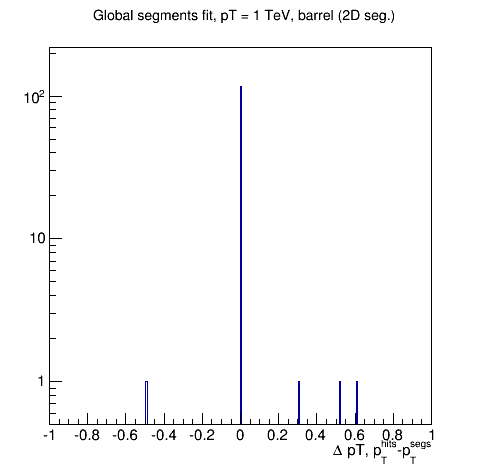 Global segments fit, pT = 1 TeV, barrel (2D seg.)
10²
10
1
-1 -0.8 -0.6 -0.4 -0.2 0 0.2 0.4 0.6 0.8 1
Δ pT, p_T^hits-p_T^segs